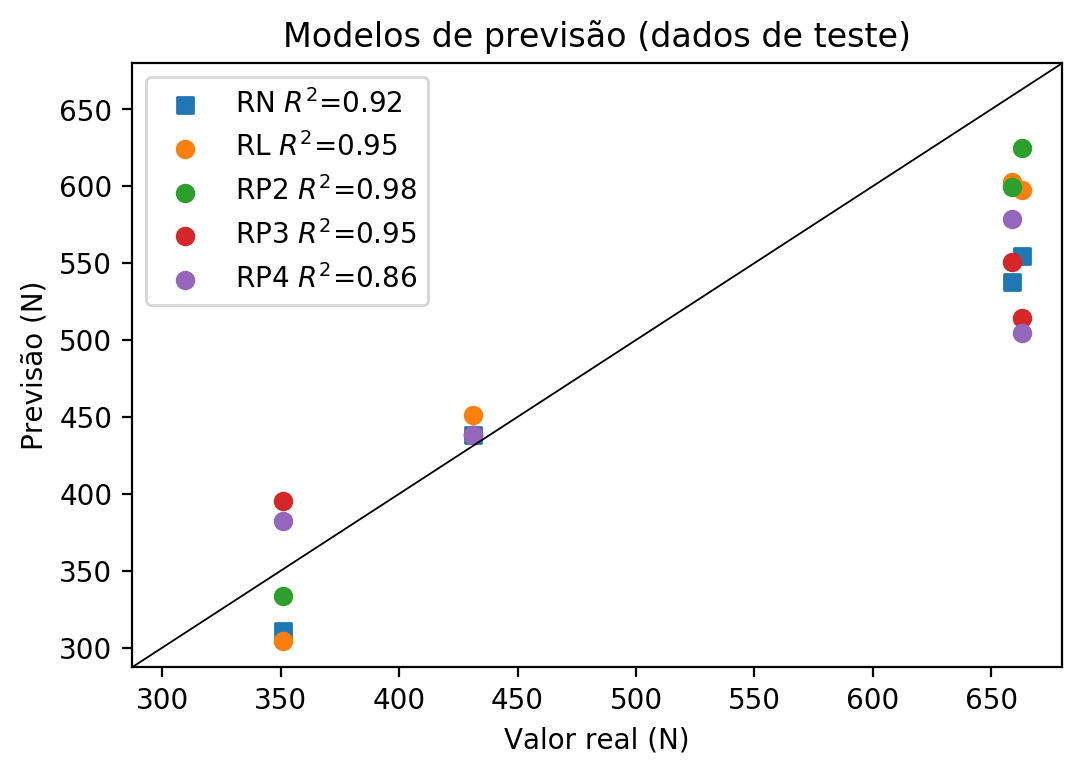 Modelos de previsão (dados de teste)
RN R²=0.92
RL R²=0.95
RP2 R²=0.98
RP3 R²=0.95
RP4 R²=0.86
Previsão (N)
650
600
550
500
450
400
350
300
300 350 400 450 500 550 600 650
Valor real (N)